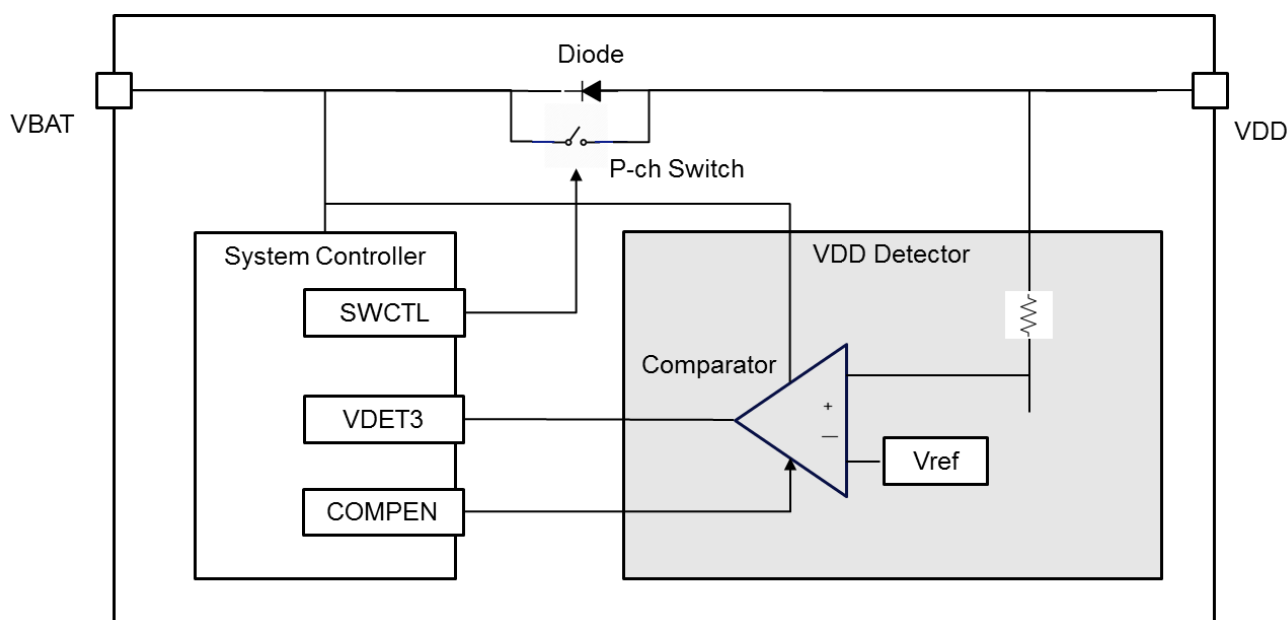 Diode
VBAT
VDD
P-ch Switch
System Controller
VDD Detector
SWCTL
Comparator
+
VDET3
—
Vref
COMPEN